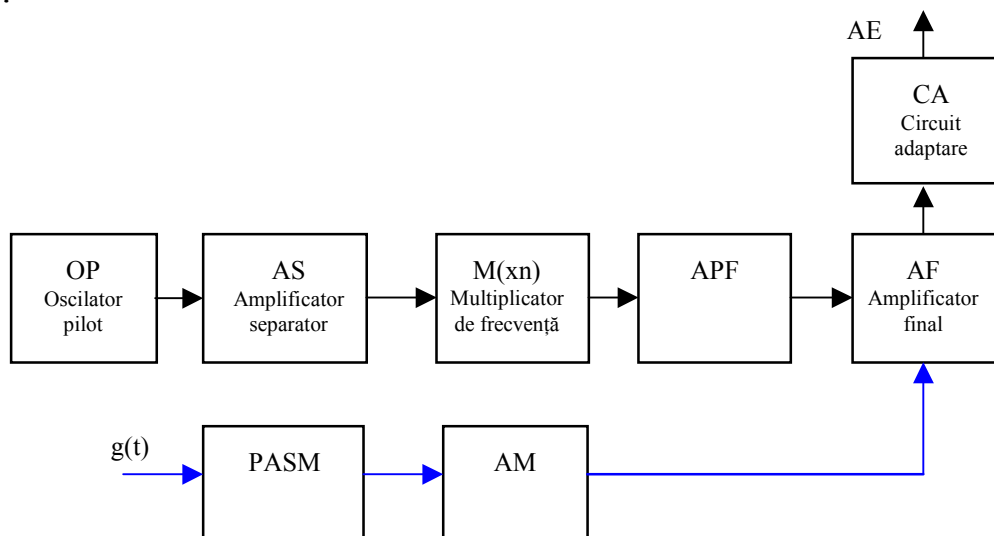 AE
CA
Circuit
adaptare
OP
Oscilator
pilot
AS
Amplificator
separator
M(xn)
Multiplicator
de frecvență
APF
AF
Amplificator
final
g(t)
PASM
AM